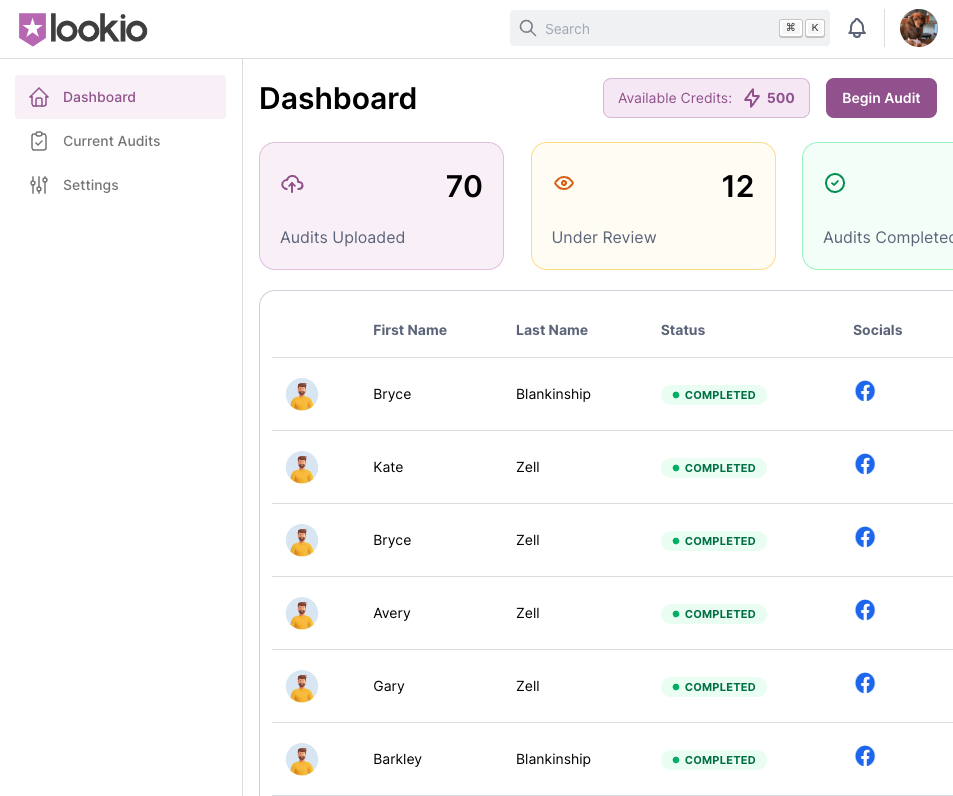 lookio
Search ⌘ K
Dashboard
Current Audits
Settings
Dashboard
Available Credits: 500
Begin Audit
70
Audits Uploaded
12
Under Review
Audits Completed
First Name Last Name Status Socials
Bryce Blankinship COMPLETED
Kate Zell COMPLETED
Bryce Zell COMPLETED
Avery Zell COMPLETED
Gary Zell COMPLETED
Barkley Blankinship COMPLETED